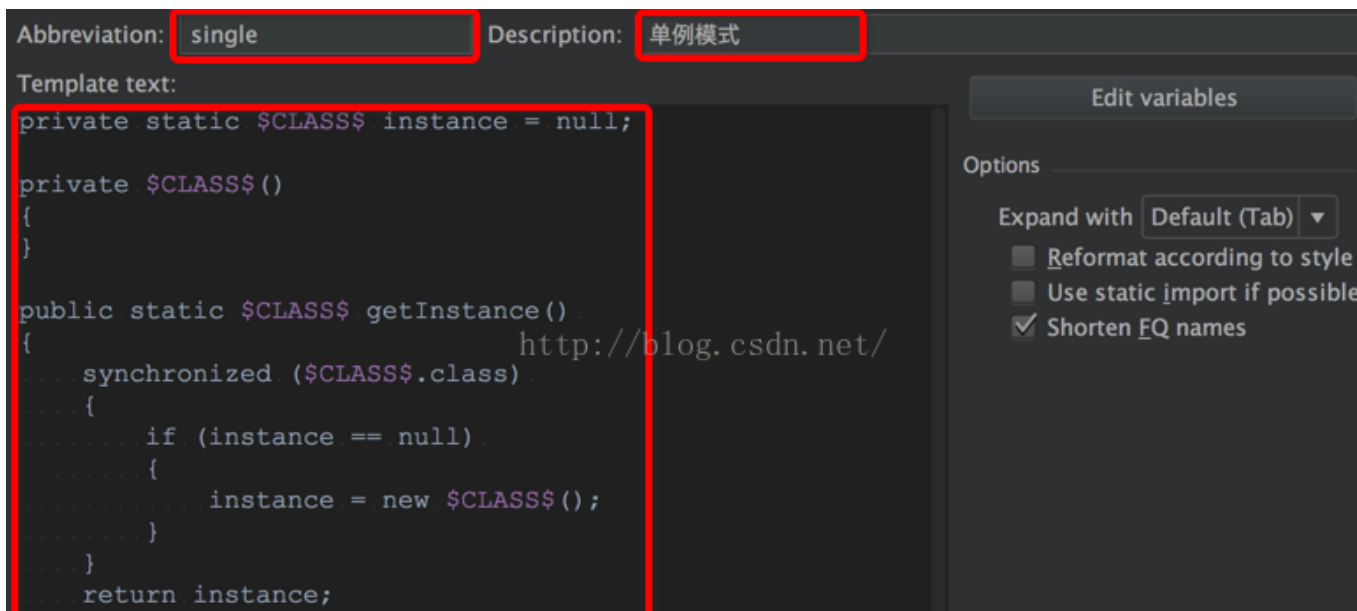 Abbreviation: single Description: 单例模式
Template text:
Edit variables
private static $CLASS$ instance = null;
private $CLASS$()
{
}
public static $CLASS$ getInstance()
{
synchronized ($CLASS$.class)
{
if (instance == null)
{
instance = new $CLASS$();
}
}
return instance;
Options
Expand with Default (Tab)
Reformat according to style
Use static import if possible
Shorten FQ names
http://blog.csdn.net/